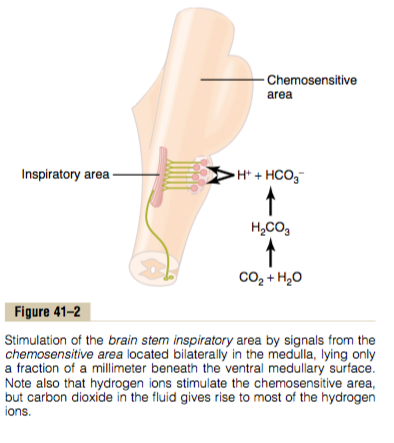 Chemosensitive
area
Inspiratory area
H⁺ + HCO₃⁻
H₂CO₃
CO₂ + H₂O
Figure 41–2
Stimulation of the brain stem inspiratory area by signals from the
chemosensitive area located bilaterally in the medulla, lying only
a fraction of a millimeter beneath the ventral medullary surface.
Note also that hydrogen ions stimulate the chemosensitive area,
but carbon dioxide in the fluid gives rise to most of the hydrogen
ions.